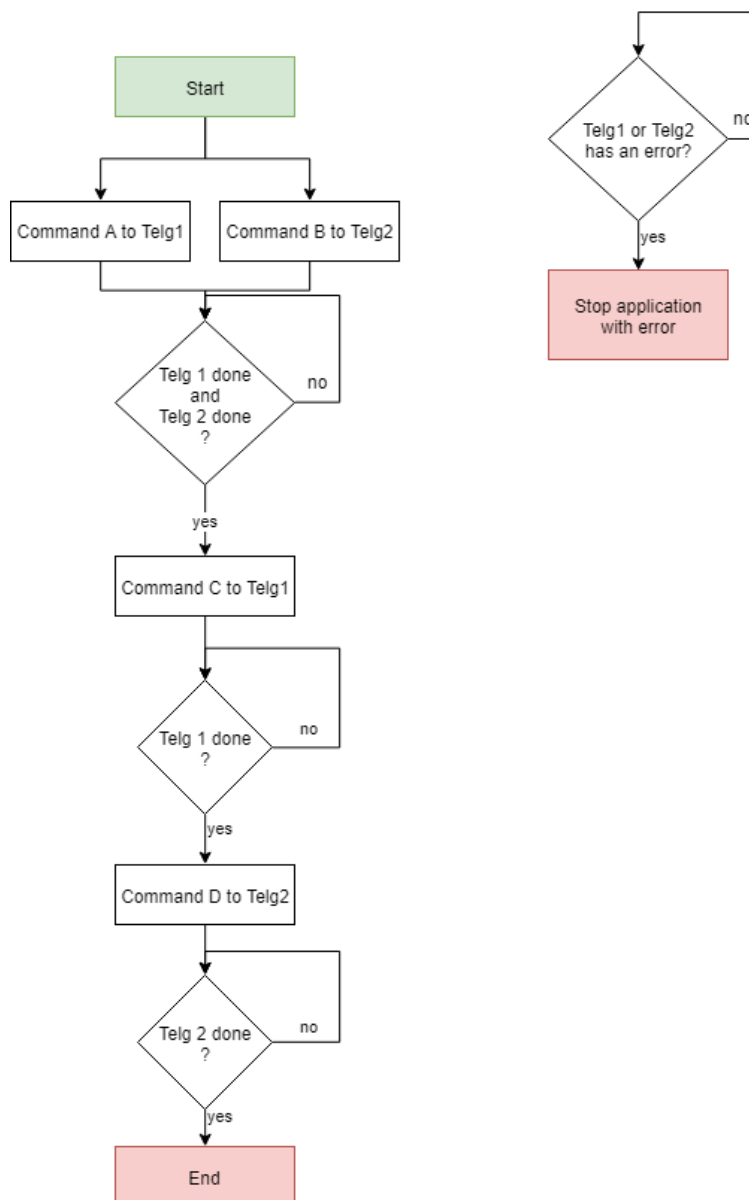 Start
Command A to Telg1
Command B to Telg2
Telg 1 done
and
Telg 2 done
?
no
yes
Command C to Telg1
Telg 1 done
?
no
yes
Command D to Telg2
Telg 2 done
?
no
yes
End
Telg1 or Telg2
has an error?
no
yes
Stop application
with error